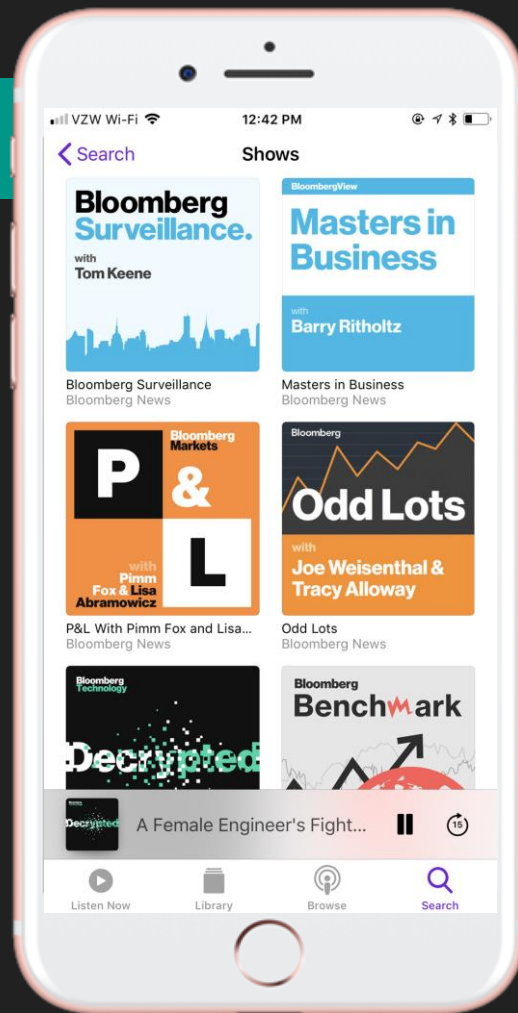 VZW Wi-Fi 12:42 PM
Search Shows
Bloomberg
Surveillance.
with
Tom Keene
Bloomberg Surveillance
Bloomberg News
BloombergView
Masters in
Business
with
Barry Ritholtz
Masters in Business
Bloomberg News
Bloomberg
Markets
P
&
L
with
Pimm
Fox & Lisa
Abramowicz
P&L With Pimm Fox and Lisa...
Bloomberg News
Bloomberg
Odd Lots
with
Joe Weisenthal &
Tracy Alloway
Odd Lots
Bloomberg News
Bloomberg
Technology
Decrypted
Bloomberg
Benchmark
Decrypted
A Female Engineer's Fight...
15
Listen Now Library Browse Search